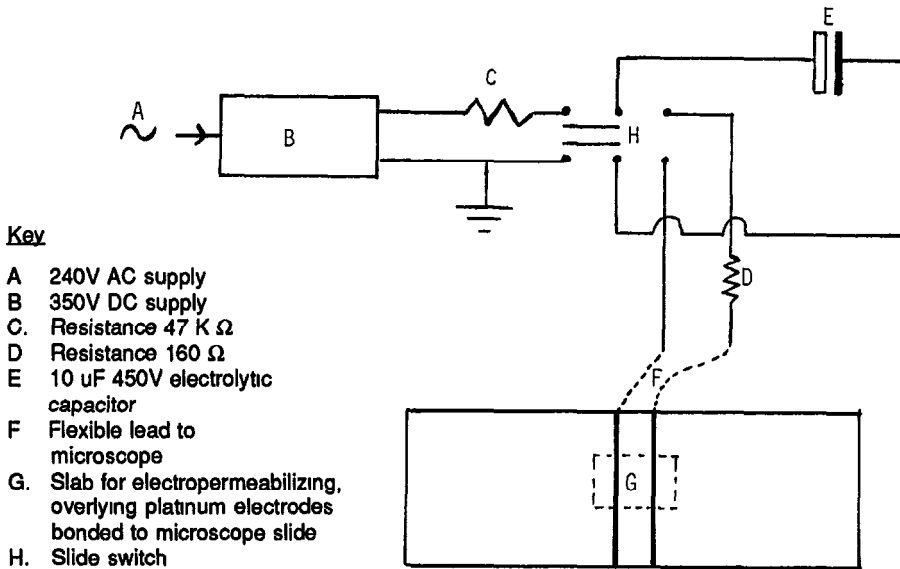 E
C
A
B
H
D
F
G
Key
A 240V AC supply
B 350V DC supply
C. Resistance 47 K Ω
D Resistance 160 Ω
E 10 uF 450V electrolytic
capacitor
F Flexible lead to
microscope
G. Slab for electropermeabilizing,
overlying platinum electrodes
bonded to microscope slide
H. Slide switch